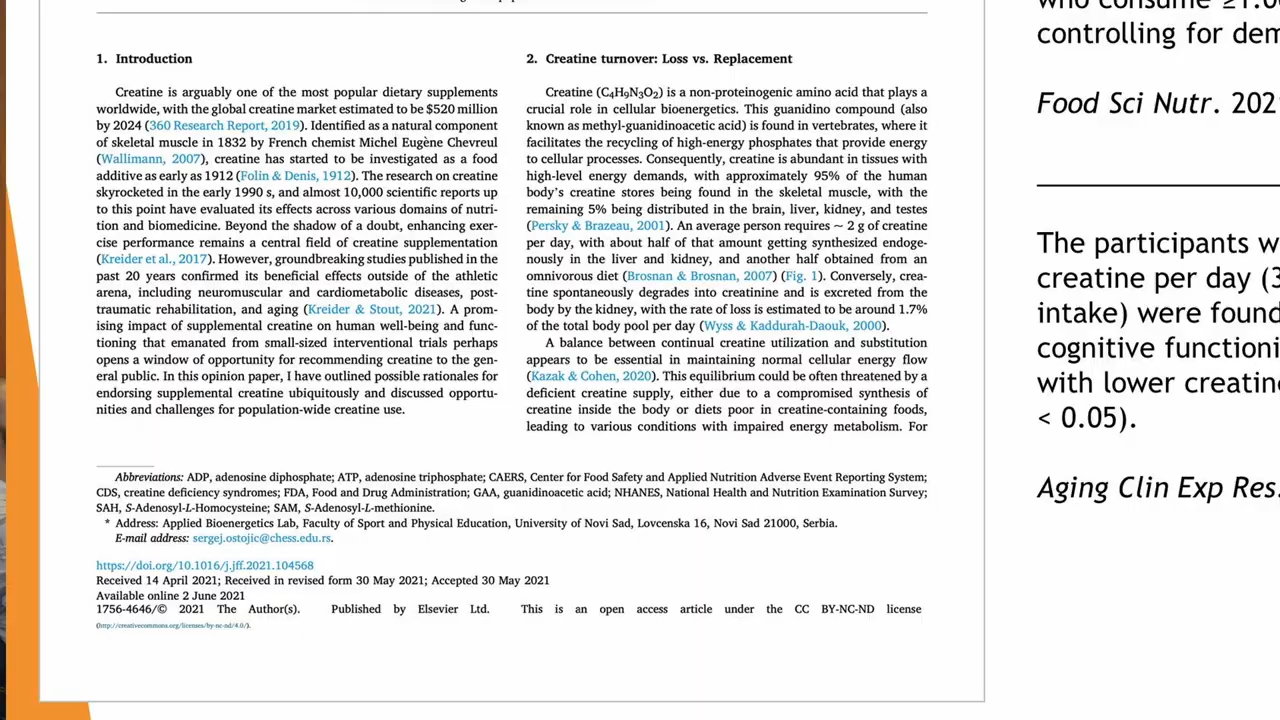 1. Introduction
Creatine is arguably one of the most popular dietary supplements
worldwide, with the global creatine market estimated to be $520 million
by 2024 (360 Research Report, 2019). Identified as a natural component
of skeletal muscle in 1832 by French chemist Michel Eugène Chevreul
(Wallimann, 2007), creatine has started to be investigated as a food
additive as early as 1912 (Folin & Denis, 1912). The research on creatine
skyrocketed in the early 1990 s, and almost 10,000 scientific reports up
to this point have evaluated its effects across various domains of nutri-
tion and biomedicine. Beyond the shadow of a doubt, enhancing exer-
cise performance remains a central field of creatine supplementation
(Kreider et al., 2017). However, groundbreaking studies published in the
past 20 years confirmed its beneficial effects outside of the athletic
arena, including neuromuscular and cardiometabolic diseases, post-
traumatic rehabilitation, and aging (Kreider & Stout, 2021). A prom-
ising impact of supplemental creatine on human well-being and func-
tioning that emanated from small-sized interventional trials perhaps
opens a window of opportunity for recommending creatine to the gen-
eral public. In this opinion paper, I have outlined possible rationales for
endorsing supplemental creatine ubiquitously and discussed opportu-
nities and challenges for population-wide creatine use.
2. Creatine turnover: Loss vs. Replacement
Creatine (C4H9N3O2) is a non-proteinogenic amino acid that plays a
crucial role in cellular bioenergetics. This guanidino compound (also
known as methyl-guanidinoacetic acid) is found in vertebrates, where it
facilitates the recycling of high-energy phosphates that provide energy
to cellular processes. Consequently, creatine is abundant in tissues with
high-level energy demands, with approximately 95% of the human
body's creatine stores being found in the skeletal muscle, with the
remaining 5% being distributed in the brain, liver, kidney, and testes
(Persky & Brazeau, 2001). An average person requires ~ 2 g of creatine
per day, with about half of that amount getting synthesized endoge-
nously in the liver and kidney, and another half obtained from an
omnivorous diet (Brosnan & Brosnan, 2007) (Fig. 1). Conversely, crea-
tine spontaneously degrades into creatinine and is excreted from the
body by the kidney, with the rate of loss is estimated to be around 1.7%
of the total body pool per day (Wyss & Kaddurah-Daouk, 2000).
A balance between continual creatine utilization and substitution
appears to be essential in maintaining normal cellular energy flow
(Kazak & Cohen, 2020). This equilibrium could be often threatened by a
deficient creatine supply, either due to a compromised synthesis of
creatine inside the body or diets poor in creatine-containing foods,
leading to various conditions with impaired energy metabolism. For
Abbreviations: ADP, adenosine diphosphate; ATP, adenosine triphosphate; CAERS, Center for Food Safety and Applied Nutrition Adverse Event Reporting System;
CDS, creatine deficiency syndromes; FDA, Food and Drug Administration; GAA, guanidinoacetic acid; NHANES, National Health and Nutrition Examination Survey;
SAH, S-Adenosyl-L-Homocysteine; SAM, S-Adenosyl-L-methionine.
* Address: Applied Bioenergetics Lab, Faculty of Sport and Physical Education, University of Novi Sad, Lovcenska 16, Novi Sad 21000, Serbia.
E-mail address: sergej.ostojic@chess.edu.rs.
https://doi.org/10.1016/j.jff.2021.104568
Received 14 April 2021; Received in revised form 30 May 2021; Accepted 30 May 2021
Available online 2 June 2021
1756-4646/© 2021 The Author(s). Published by Elsevier Ltd. This is an open access article under the CC BY-NC-ND license
(http://creativecommons.org/licenses/by-nc-nd/4.0/).
who consume ≥1.0
controlling for dem
Food Sci Nutr. 202
The participants w
creatine per day (3
intake) were found
cognitive functioni
with lower creatin
< 0.05).
Aging Clin Exp Res.